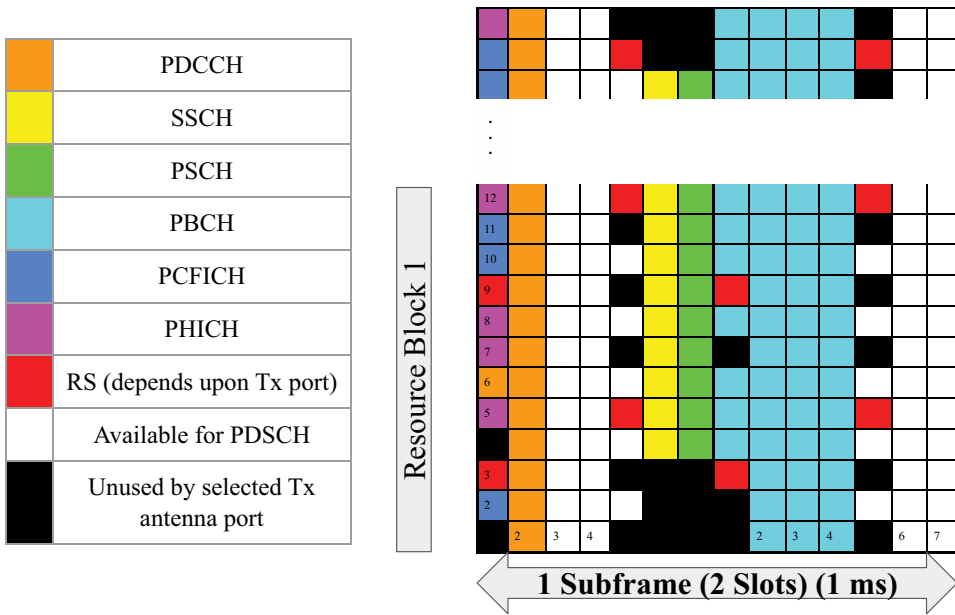 PDCCH
SSCH
PSCH
PBCH
PCFICH
PHICH
RS (depends upon Tx port)
Available for PDSCH
Unused by selected Tx
antenna port
Resource Block 1
12
11
10
9
8
7
6
5
3
2
2 3 4 2 3 4 6 7
1 Subframe (2 Slots) (1 ms)